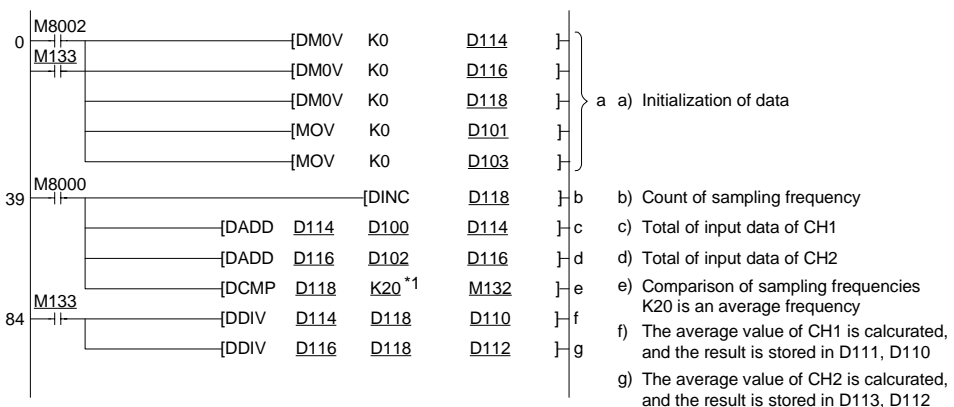 M8002
0 [DM0V K0 D114 ]
M133
[DM0V K0 D116 ]
[DM0V K0 D118 ] a a) Initialization of data
[MOV K0 D101 ]
[MOV K0 D103 ]
M8000
39 [DINC D118 ] b b) Count of sampling frequency
[DADD D114 D100 D114 ] c c) Total of input data of CH1
[DADD D116 D102 D116 ] d d) Total of input data of CH2
[DCMP D118 K20 *1 M132 ] e e) Comparison of sampling frequencies
K20 is an average frequency
M133
84 [DDIV D114 D118 D110 ] f f) The average value of CH1 is calcurated,
and the result is stored in D111, D110
[DDIV D116 D118 D112 ] g g) The average value of CH2 is calcurated,
and the result is stored in D113, D112